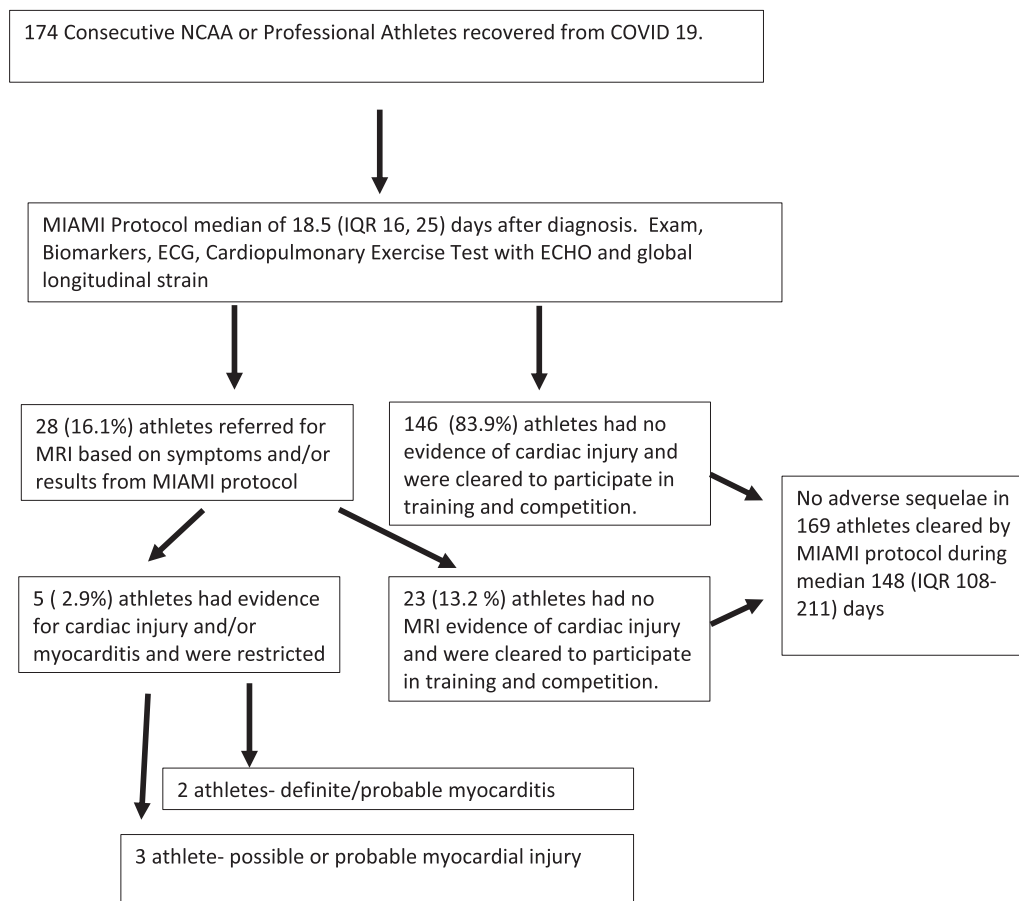 174 Consecutive NCAA or Professional Athletes recovered from COVID 19.
MIAMI Protocol median of 18.5 (IQR 16, 25) days after diagnosis.  Exam,
Biomarkers, ECG, Cardiopulmonary Exercise Test with ECHO and global
longitudinal strain
28 (16.1%) athletes referred for
MRI based on symptoms and/or
results from MIAMI protocol
146  (83.9%) athletes had no
evidence of cardiac injury and
were cleared to participate in
training and competition.
No adverse sequelae in
169 athletes cleared by
MIAMI protocol during
median 148 (IQR 108-
211) days
5 ( 2.9%) athletes had evidence
for cardiac injury and/or
myocarditis and were restricted
23 (13.2 %) athletes had no
MRI evidence of cardiac injury
and were cleared to participate
in training and competition.
2 athletes- definite/probable myocarditis
3 athlete- possible or probable myocardial injury